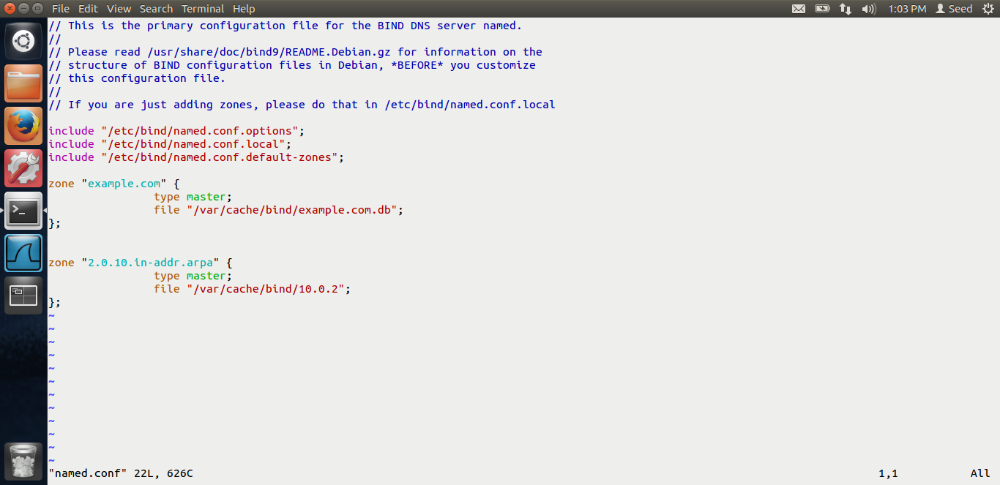 File Edit View Search Terminal Help 1:03 PM Seed
// This is the primary configuration file for the BIND DNS server named.
//
// Please read /usr/share/doc/bind9/README.Debian.gz for information on the
// structure of BIND configuration files in Debian, *BEFORE* you customize
// this configuration file.
//
// If you are just adding zones, please do that in /etc/bind/named.conf.local
include "/etc/bind/named.conf.options";
include "/etc/bind/named.conf.local";
include "/etc/bind/named.conf.default-zones";
zone "example.com" {
type master;
file "/var/cache/bind/example.com.db";
};
zone "2.0.10.in-addr.arpa" {
type master;
file "/var/cache/bind/10.0.2";
};
~
~
~
~
~
~
~
~
~
~
~
~
"named.conf" 22L, 626C 1,1 All